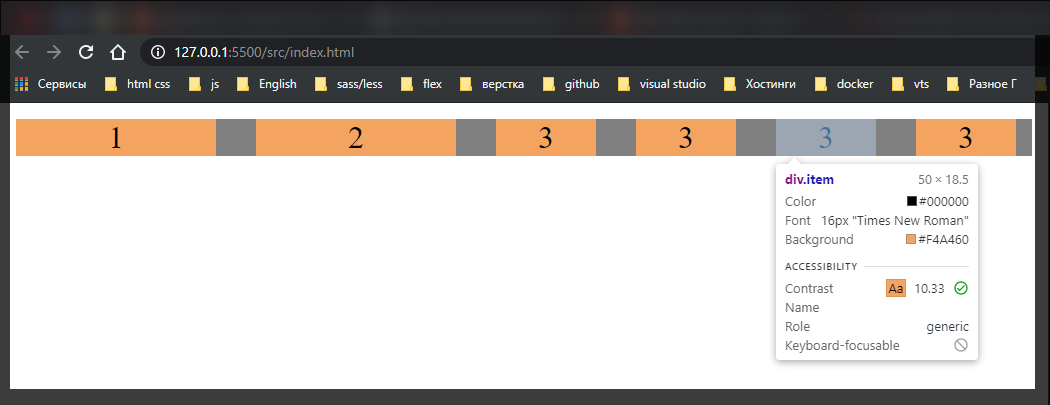 127.0.0.1:5500/src/index.html
Сервисы html css js English sass/less flex верстка github visual studio Хостинги docker vts Разное Г
1 2 3 3 3 3
div.item 50 × 18.5
Color #000000
Font 16px "Times New Roman"
Background #F4A460
ACCESSIBILITY
Contrast Aa 10.33
Name
Role generic
Keyboard-focusable